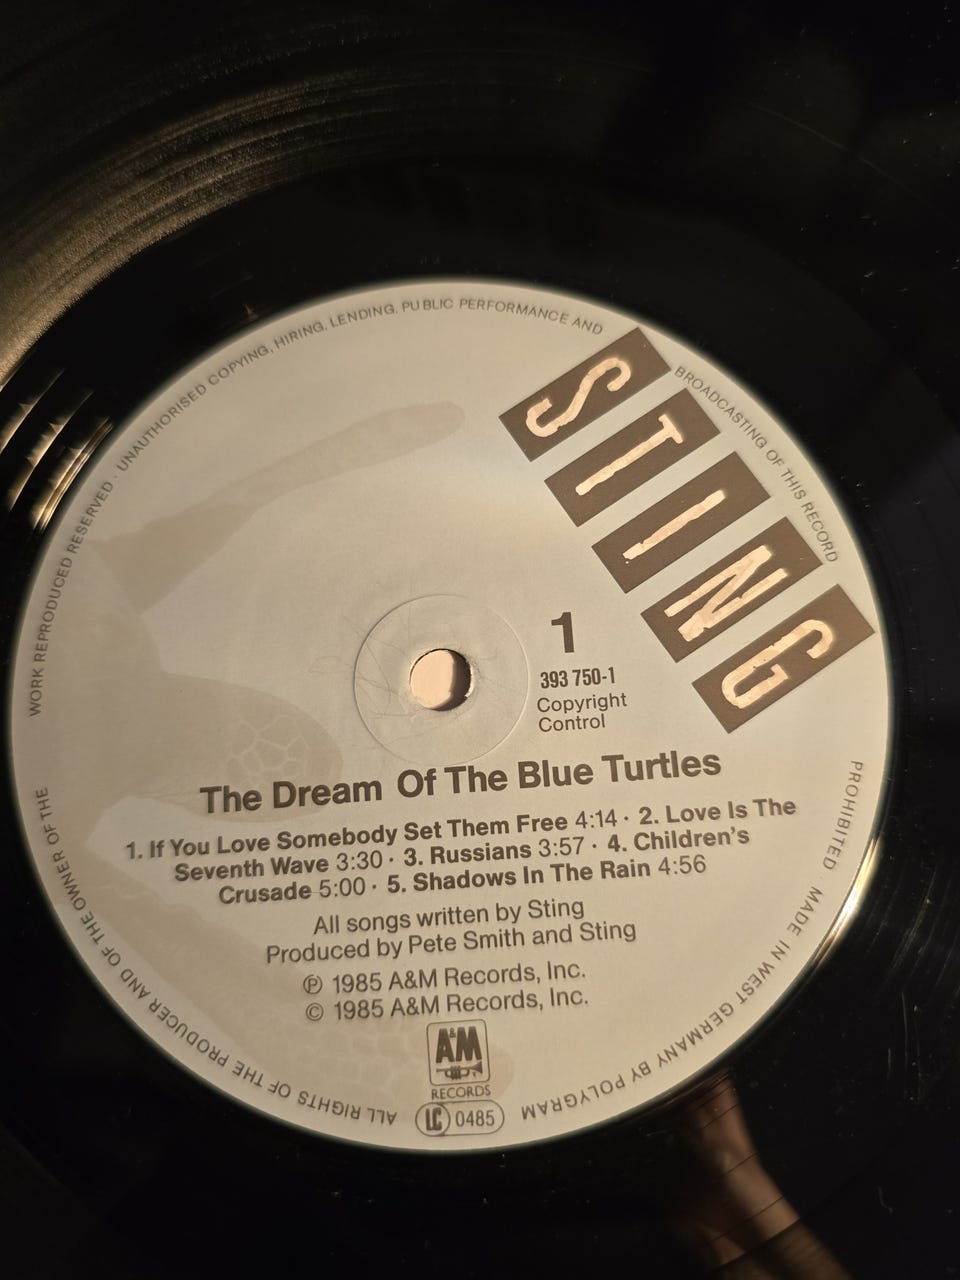 STING
1
393 750-1
Copyright
Control
The Dream Of The Blue Turtles
1. If You Love Somebody Set Them Free 4:14 · 2. Love Is The
Seventh Wave 3:30 · 3. Russians 3:57 · 4. Children's
Crusade 5:00 · 5. Shadows In The Rain 4:56
All songs written by Sting
Produced by Pete Smith and Sting
Ⓟ 1985 A&M Records, Inc.
© 1985 A&M Records, Inc.
A&M
RECORDS
LC 0485
ALL RIGHTS OF THE PRODUCER AND OF THE OWNER OF THE WORK REPRODUCED RESERVED · UNAUTHORISED COPYING, HIRING, LENDING, PUBLIC PERFORMANCE AND BROADCASTING OF THIS RECORD PROHIBITED · MADE IN WEST GERMANY BY POLYGRAM